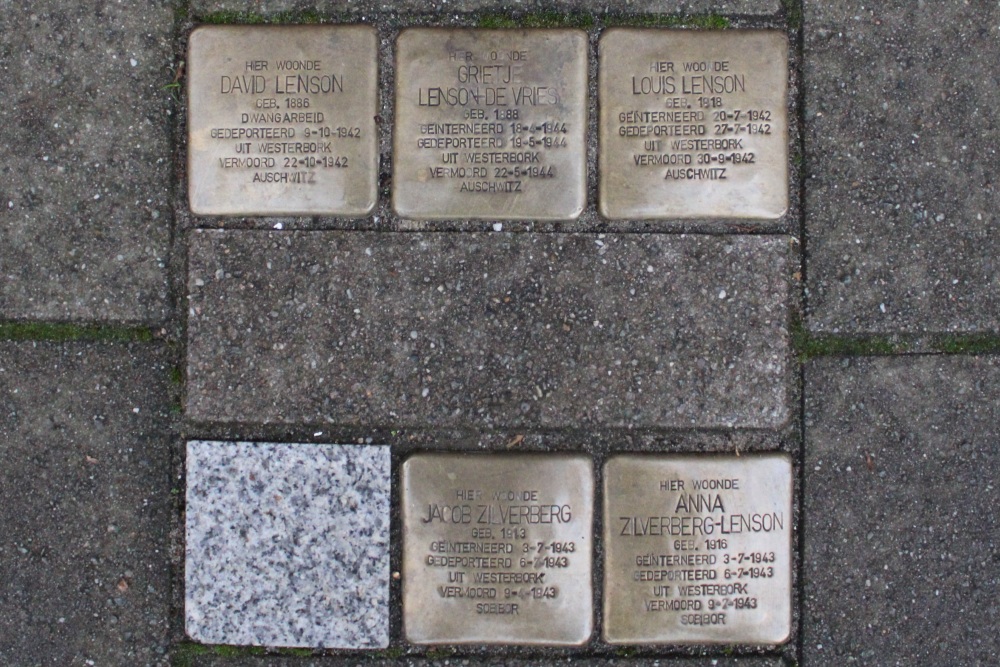 HIER WOONDE
DAVID LENSON
GEB. 1886
DWANGARBEID
GEDEPORTEERD 9-10-1942
UIT WESTERBORK
VERMOORD 22-10-1942
AUSCHWITZ
HIER WOONDE
GRIETJE
LENSON-DE VRIES
GEB. 1888
GEÏNTERNEERD 18-4-1944
GEDEPORTEERD 19-5-1944
UIT WESTERBORK
VERMOORD 22-5-1944
AUSCHWITZ
HIER WOONDE
LOUIS LENSON
GEB. 1918
GEÏNTERNEERD 20-7-1942
GEDEPORTEERD 27-7-1942
UIT WESTERBORK
VERMOORD 30-9-1942
AUSCHWITZ
HIER WOONDE
JACOB ZILVERBERG
GEB. 1913
GEÏNTERNEERD 3-7-1943
GEDEPORTEERD 6-7-1943
UIT WESTERBORK
VERMOORD 9-4-1943
SOBIBOR
HIER WOONDE
ANNA
ZILVERBERG-LENSON
GEB. 1916
GEÏNTERNEERD 3-7-1943
GEDEPORTEERD 6-7-1943
UIT WESTERBORK
VERMOORD 9-7-1943
SOBIBOR